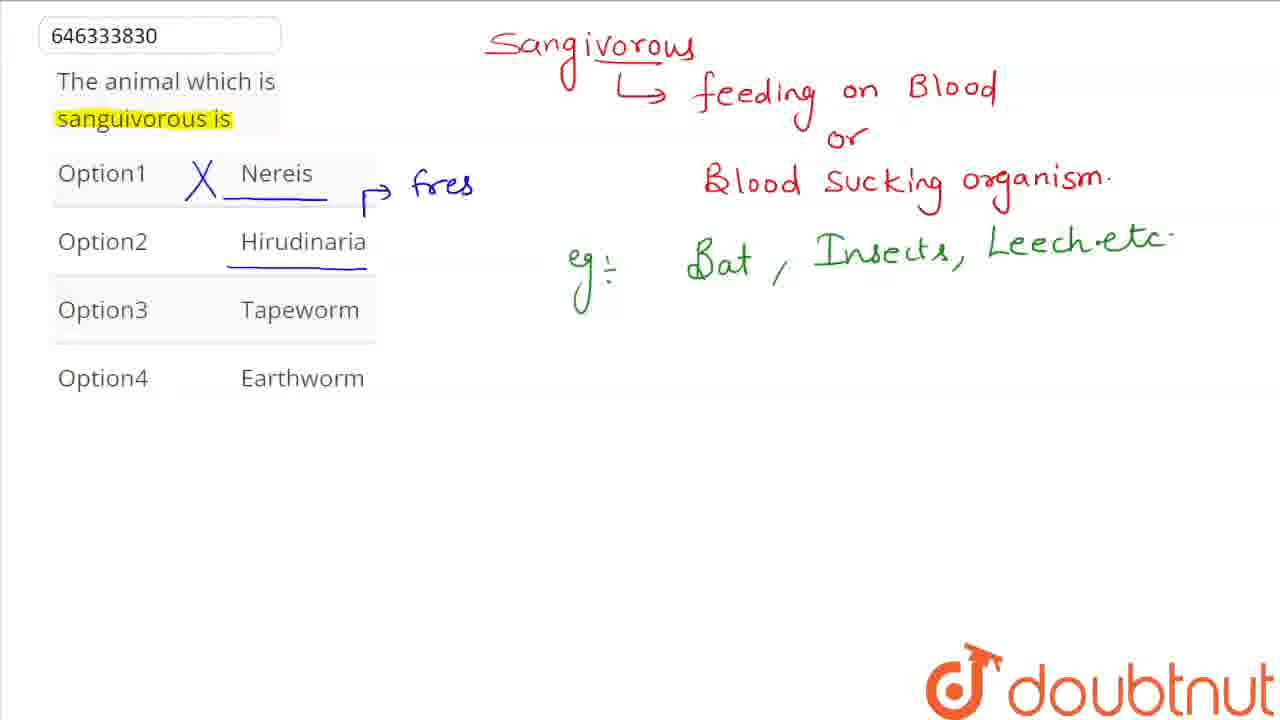 646333830
The animal which is
sanguivorous is
Option1 X Nereis
Option2 Hirudinaria
Option3 Tapeworm
Option4 Earthworm
fres
Sangivorous
feeding on Blood
or
Blood sucking organism.
eg:- Bat, Insects, Leech etc.
doubtnut